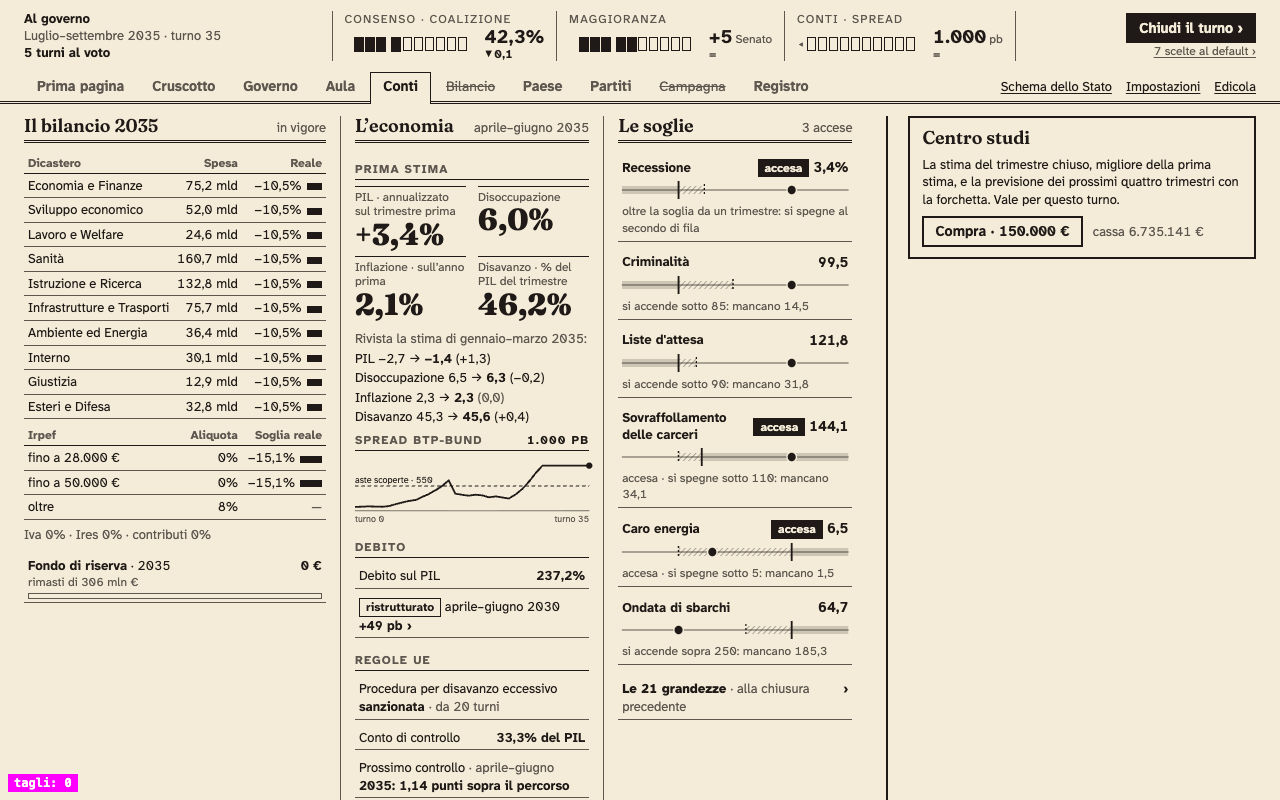 Al governo
Luglio–settembre 2035 · turno 35
5 turni al voto
CONSENSO · COALIZIONE
42,3%
▼0,1
MAGGIORANZA
+5 Senato
=
CONTI · SPREAD
1.000 pb
=
Chiudi il turno ›
7 scelte al default ›
Prima pagina
Cruscotto
Governo
Aula
Conti
Bilancio
Paese
Partiti
Campagna
Registro
Schema dello Stato
Impostazioni
Edicola
Il bilancio 2035
in vigore
Dicastero Spesa Reale
Economia e Finanze 75,2 mld −10,5%
Sviluppo economico 52,0 mld −10,5%
Lavoro e Welfare 24,6 mld −10,5%
Sanità 160,7 mld −10,5%
Istruzione e Ricerca 132,8 mld −10,5%
Infrastrutture e Trasporti 75,7 mld −10,5%
Ambiente ed Energia 36,4 mld −10,5%
Interno 30,1 mld −10,5%
Giustizia 12,9 mld −10,5%
Esteri e Difesa 32,8 mld −10,5%
Irpef Aliquota Soglia reale
fino a 28.000 € 0% −15,1%
fino a 50.000 € 0% −15,1%
oltre 8% —
Iva 0% · Ires 0% · contributi 0%
Fondo di riserva · 2035 0 €
rimasti di 306 mln €
L'economia
aprile–giugno 2035
PRIMA STIMA
PIL · annualizzato
sul trimestre prima
+3,4%
Disoccupazione
6,0%
Inflazione · sull'anno
prima
2,1%
Disavanzo · % del
PIL del trimestre
46,2%
Rivista la stima di gennaio–marzo 2035:
PIL −2,7 → −1,4 (+1,3)
Disoccupazione 6,5 → 6,3 (−0,2)
Inflazione 2,3 → 2,3 (0,0)
Disavanzo 45,3 → 45,6 (+0,4)
SPREAD BTP-BUND 1.000 PB
aste scoperte · 550
turno 0 turno 35
DEBITO
Debito sul PIL 237,2%
ristrutturato aprile–giugno 2030
+49 pb ›
REGOLE UE
Procedura per disavanzo eccessivo
sanzionata · da 20 turni
Conto di controllo 33,3% del PIL
Prossimo controllo · aprile–giugno
2035: 1,14 punti sopra il percorso
Le soglie
3 accese
Recessione accesa 3,4%
oltre la soglia da un trimestre: si spegne al
secondo di fila
Criminalità 99,5
si accende sotto 85: mancano 14,5
Liste d'attesa 121,8
si accende sotto 90: mancano 31,8
Sovraffollamento
delle carceri accesa 144,1
accesa · si spegne sotto 110: mancano
34,1
Caro energia accesa 6,5
accesa · si spegne sotto 5: mancano 1,5
Ondata di sbarchi 64,7
si accende sopra 250: mancano 185,3
Le 21 grandezze · alla chiusura ›
precedente
Centro studi
La stima del trimestre chiuso, migliore della prima
stima, e la previsione dei prossimi quattro trimestri con
la forchetta. Vale per questo turno.
Compra · 150.000 € cassa 6.735.141 €
tagli: 0